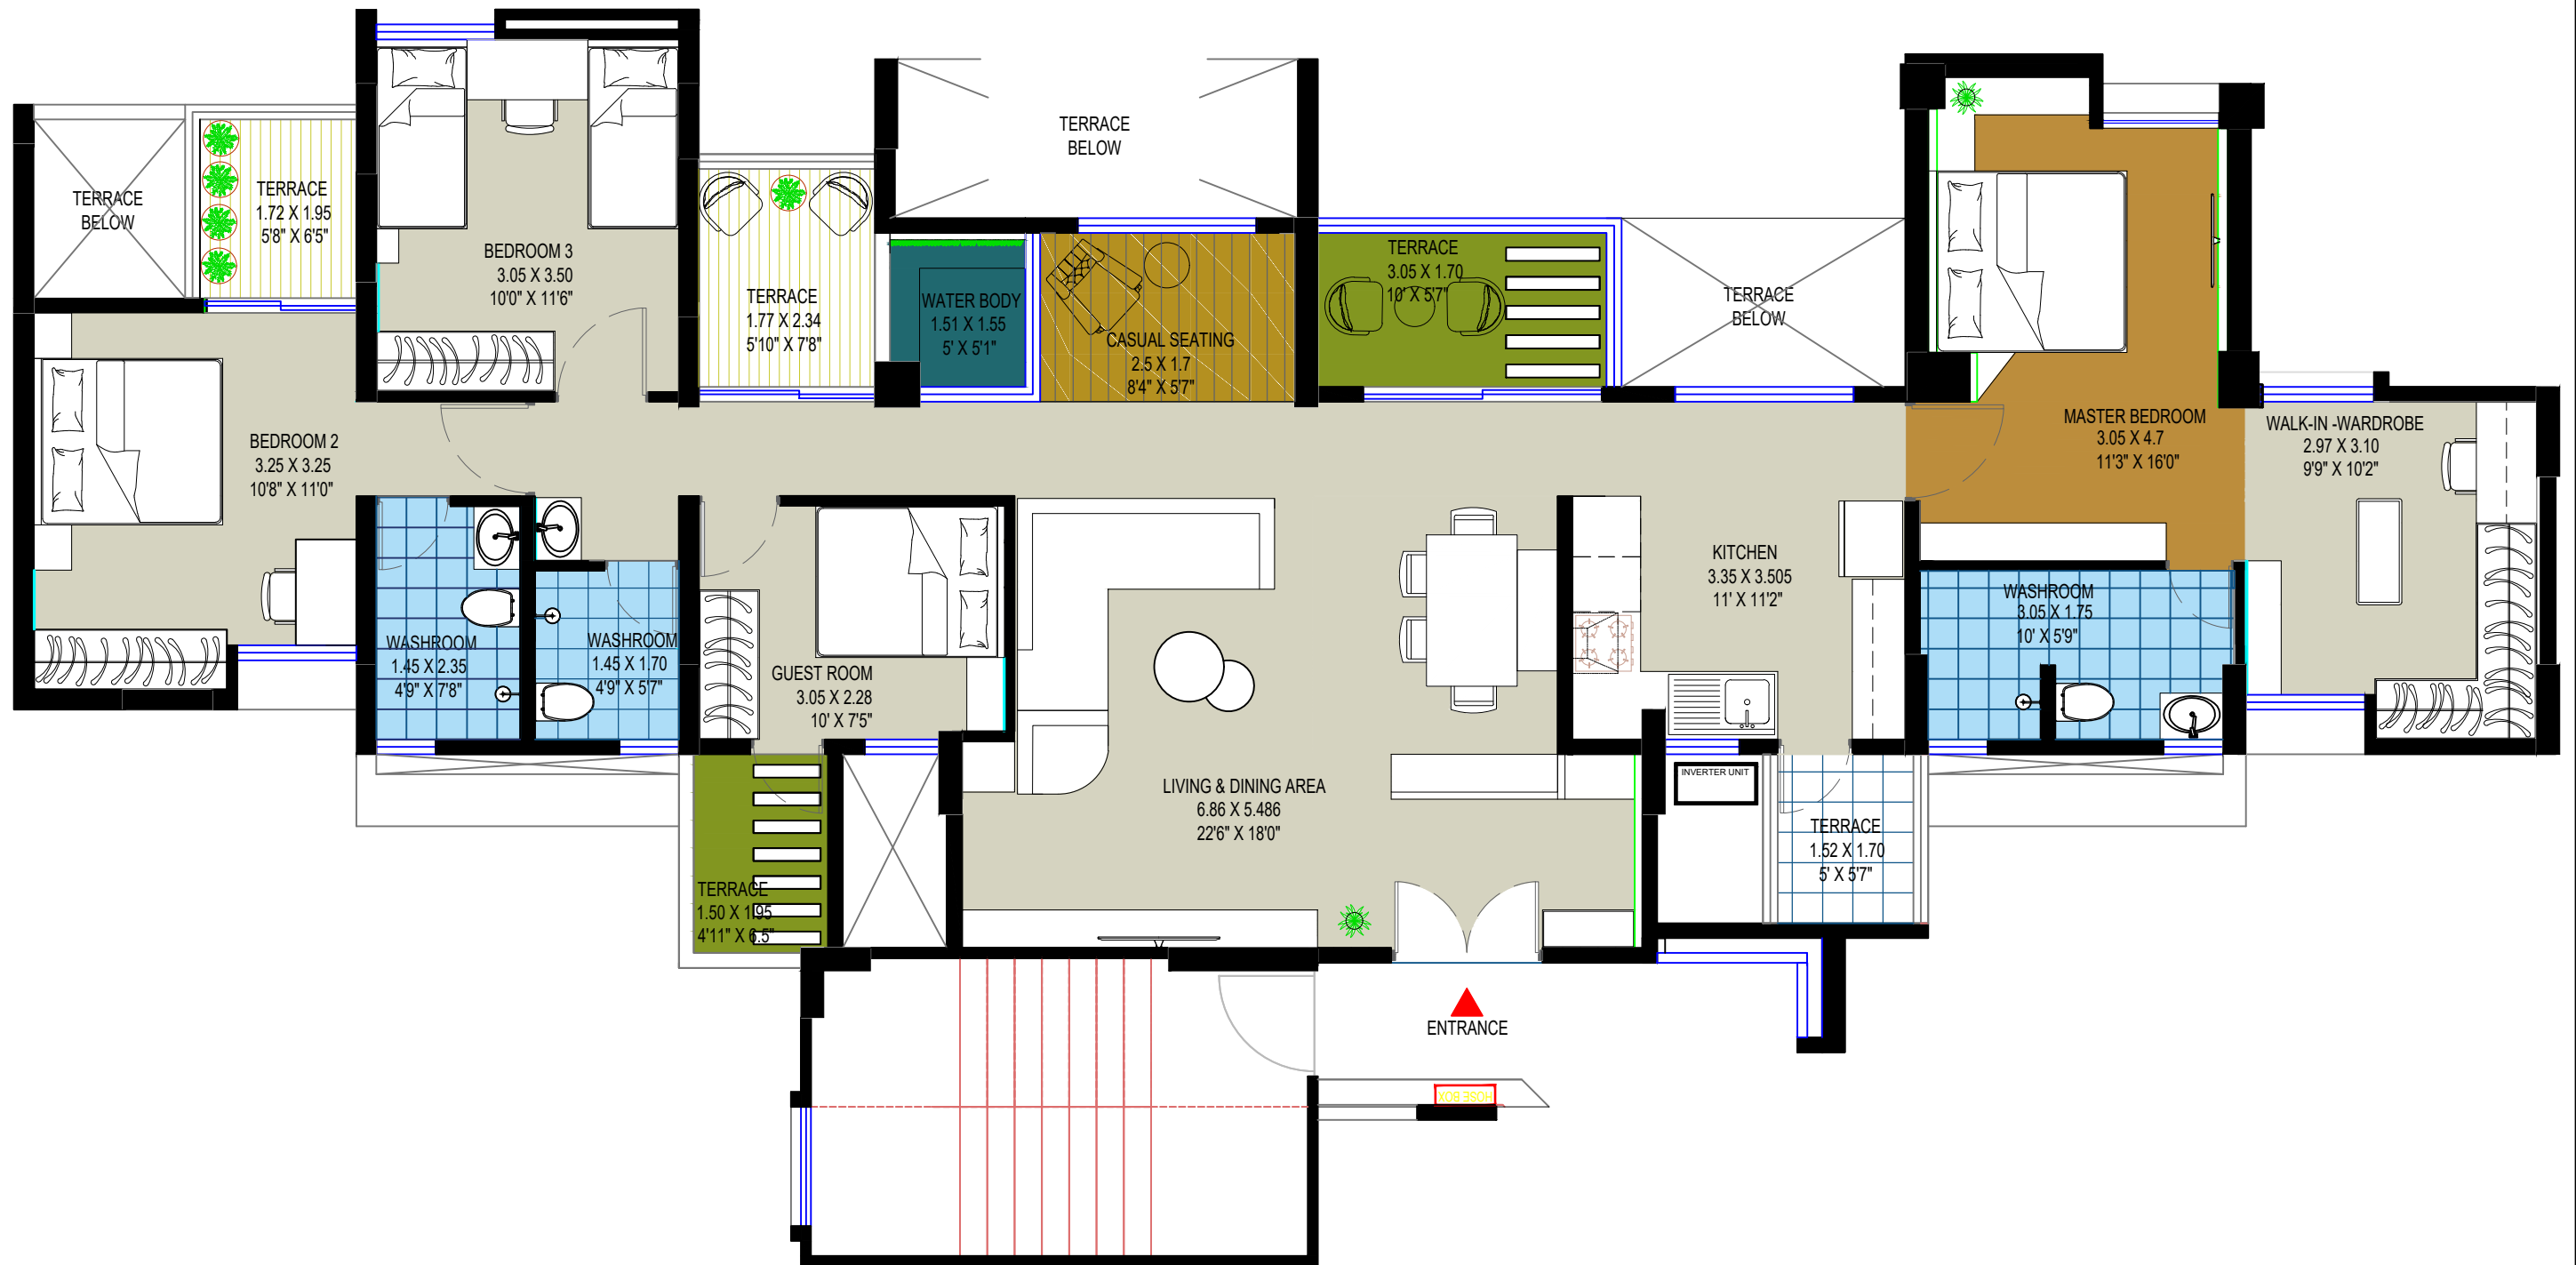 TERRACE
BELOW
TERRACE
1.72 X 1.95
5'8" X 6'5"
BEDROOM 3
3.05 X 3.50
10'0" X 11'6"
TERRACE
1.77 X 2.34
5'10" X 7'8"
TERRACE
BELOW
WATER BODY
1.51 X 1.55
5' X 5'1"
CASUAL SEATING
2.5 X 1.7
8'4" X 5'7"
TERRACE
3.05 X 1.70
10' X 5'7"
TERRACE
BELOW
MASTER BEDROOM
3.05 X 4.7
11'3" X 16'0"
WALK-IN -WARDROBE
2.97 X 3.10
9'9" X 10'2"
BEDROOM 2
3.25 X 3.25
10'8" X 11'0"
WASHROOM
1.45 X 2.35
4'9" X 7'8"
WASHROOM
1.45 X 1.70
4'9" X 5'7"
GUEST ROOM
3.05 X 2.28
10' X 7'5"
KITCHEN
3.35 X 3.505
11' X 11'2"
WASHROOM
3.05 X 1.75
10' X 5'9"
LIVING & DINING AREA
6.86 X 5.486
22'6" X 18'0"
INVERTER UNIT
TERRACE
1.52 X 1.70
5' X 5'7"
TERRACE
1.50 X 1.95
4'11" X 6.5"
ENTRANCE
HOSE BOX